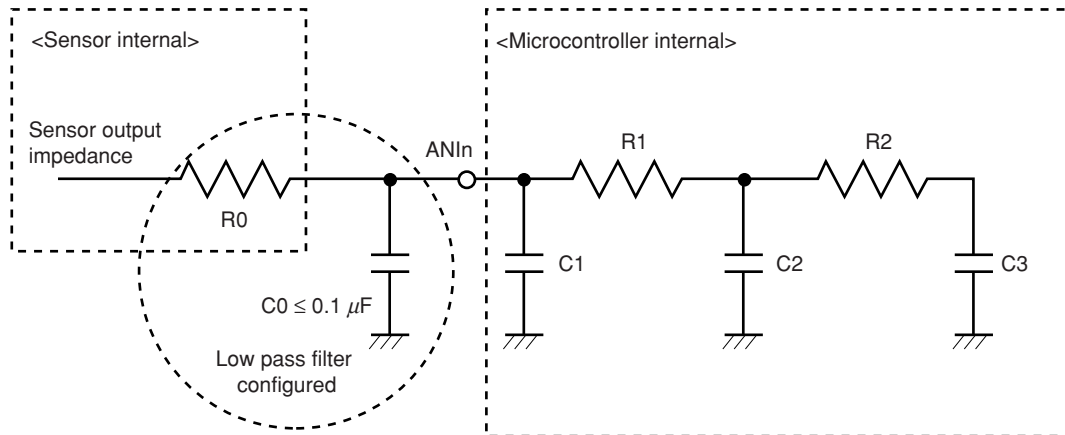 <Sensor internal>
<Microcontroller internal>
Sensor output
impedance
ANIn
R1
R2
R0
C1
C2
C3
C0 ≤ 0.1 μF
Low pass filter
configured